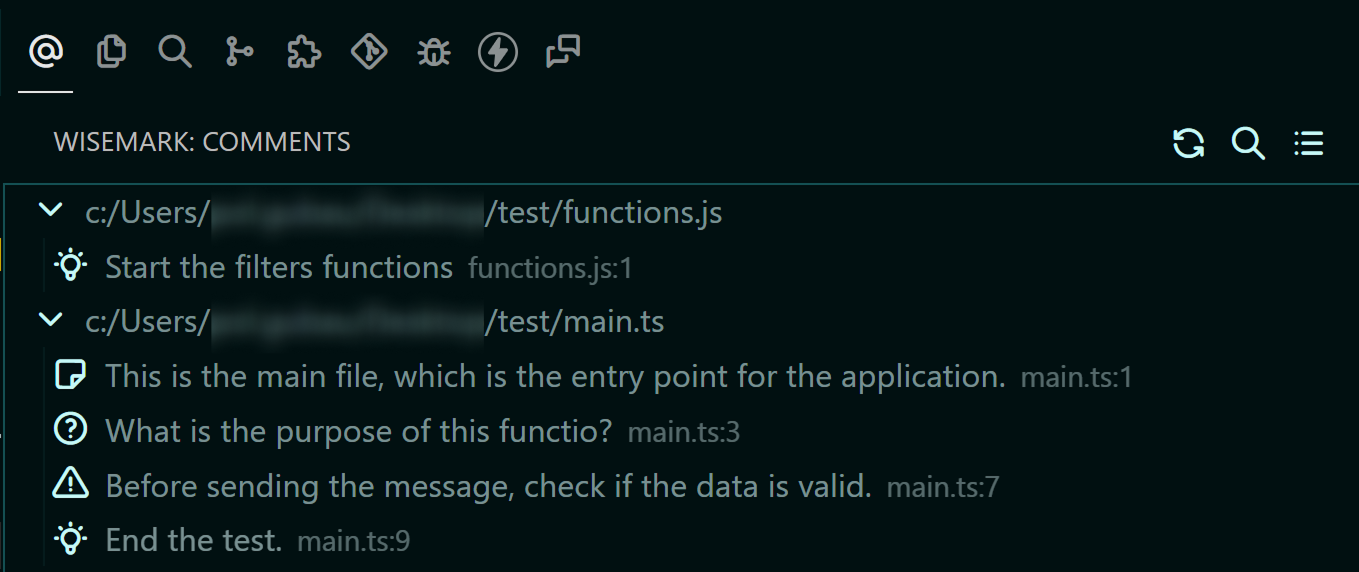 WISEMARK: COMMENTS
c:/Users/ /test/functions.js
Start the filters functions functions.js:1
c:/Users/ /test/main.ts
This is the main file, which is the entry point for the application. main.ts:1
What is the purpose of this functio? main.ts:3
Before sending the message, check if the data is valid. main.ts:7
End the test. main.ts:9